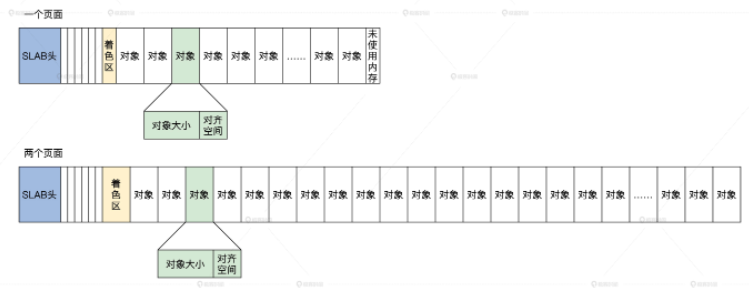 一个页面
SLAB头 着色区 对象 对象 对象 对象 对象 对象 …… 对象 对象 未使用内存
对象大小 对齐空间
两个页面
SLAB头 着色区 对象 对象 对象 对象 对象 对象 对象 对象 对象 对象 对象 对象 对象 对象 对象 对象 对象 对象 …… 对象 对象 对象
对象大小 对齐空间